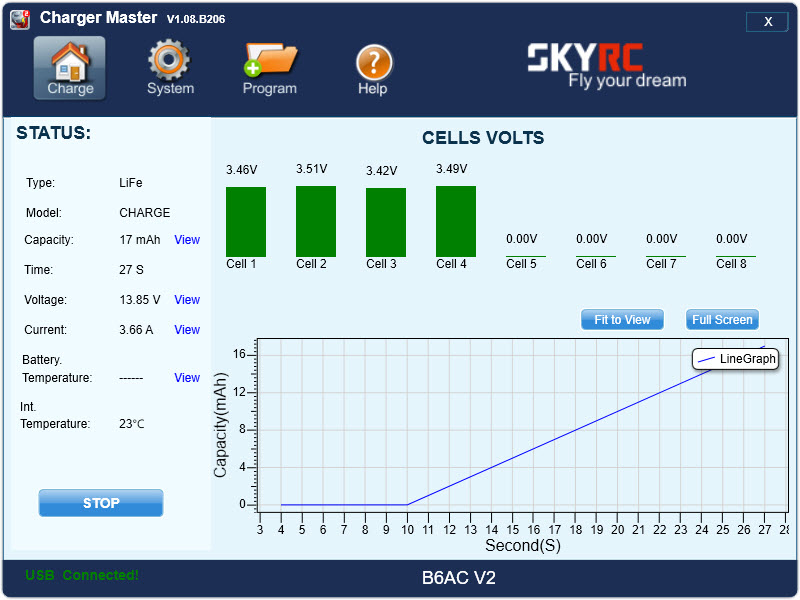 Charger Master V1.08.B206
X
Charge
System
Program
Help
SKYRC
Fly your dream
STATUS:
Type: LiFe
Model: CHARGE
Capacity: 17 mAh View
Time: 27 S
Voltage: 13.85 V View
Current: 3.66 A View
Battery.
Temperature: ------ View
Int.
Temperature: 23℃
STOP
CELLS VOLTS
3.46V 3.51V 3.42V 3.49V 0.00V 0.00V 0.00V 0.00V
Cell 1 Cell 2 Cell 3 Cell 4 Cell 5 Cell 6 Cell 7 Cell 8
Fit to View Full Screen
LineGraph
Capacity(mAh)
16
12
8
4
0
3 4 5 6 7 8 9 10 11 12 13 14 15 16 17 18 19 20 21 22 23 24 25 26 27 28
Second(S)
USB Connected!
B6AC V2